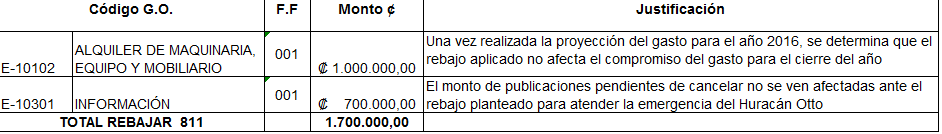 Código G.O. F.F Monto ¢ Justificación
E-10102 ALQUILER DE MAQUINARIA, EQUIPO Y MOBILIARIO 001 ₡ 1.000.000,00 Una vez realizada la proyección del gasto para el año 2016, se determina que el
rebajo aplicado no afecta el compromiso del gasto para el cierre del año
E-10301 INFORMACIÓN 001 ₡ 700.000,00 El monto de publicaciones pendientes de cancelar no se ven afectadas ante el
rebajo planteado para atender la emergencia del Huracán Otto
TOTAL REBAJAR 811 1.700.000,00